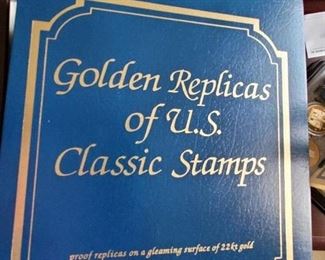 Golden Replicas
of U.S.
Classic Stamps
proof replicas on a gleaming surface of 22kt gold